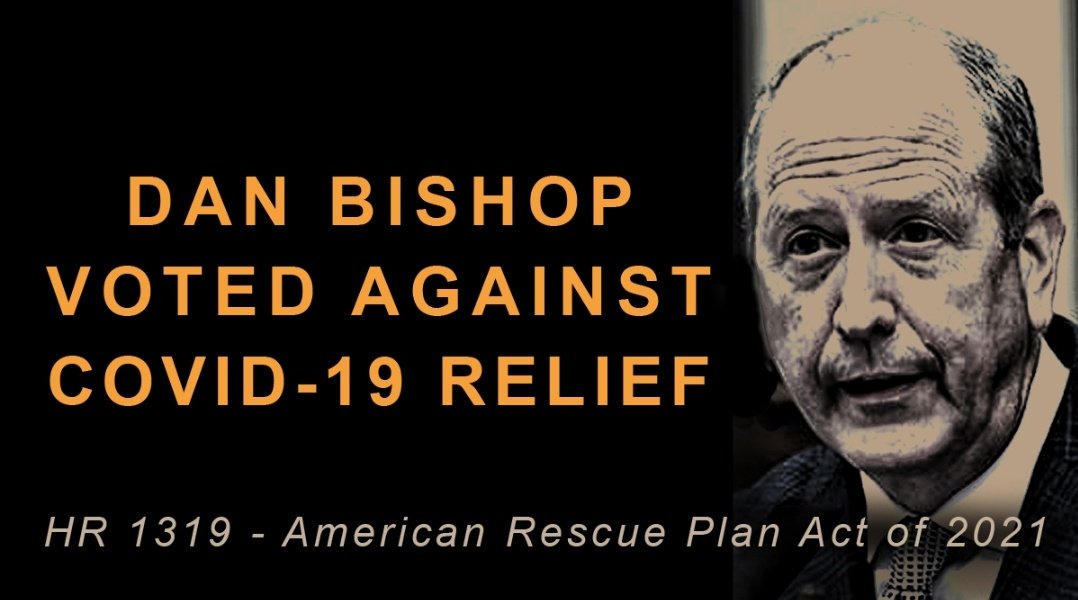 DAN BISHOP
VOTED AGAINST
COVID-19 RELIEF
HR 1319 - American Rescue Plan Act of 2021